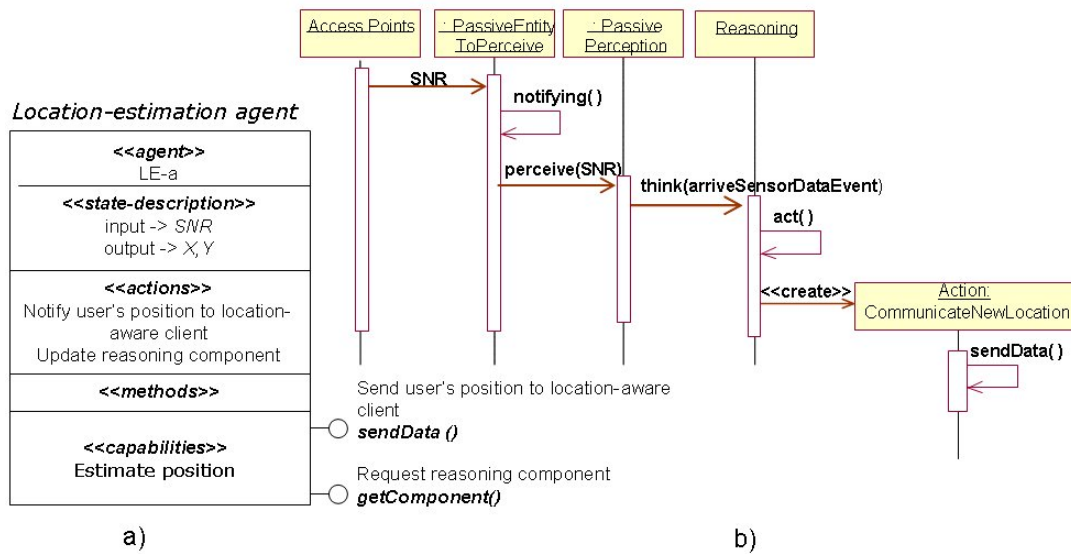 Location-estimation agent
<<agent>>
LE-a
<<state-description>>
input -> SNR
output -> X,Y
<<actions>>
Notify user's position to location-
aware client
Update reasoning component
<<methods>>
<<capabilities>>
Estimate position
Send user's position to location-aware
client
sendData ()
Request reasoning component
getComponent()
a)
Access Points
: PassiveEntity
ToPerceive
: Passive
Perception
Reasoning
SNR
notifying( )
perceive(SNR)
think(arriveSensorDataEvent)
act( )
<<create>>
Action:
CommunicateNewLocation
sendData( )
b)